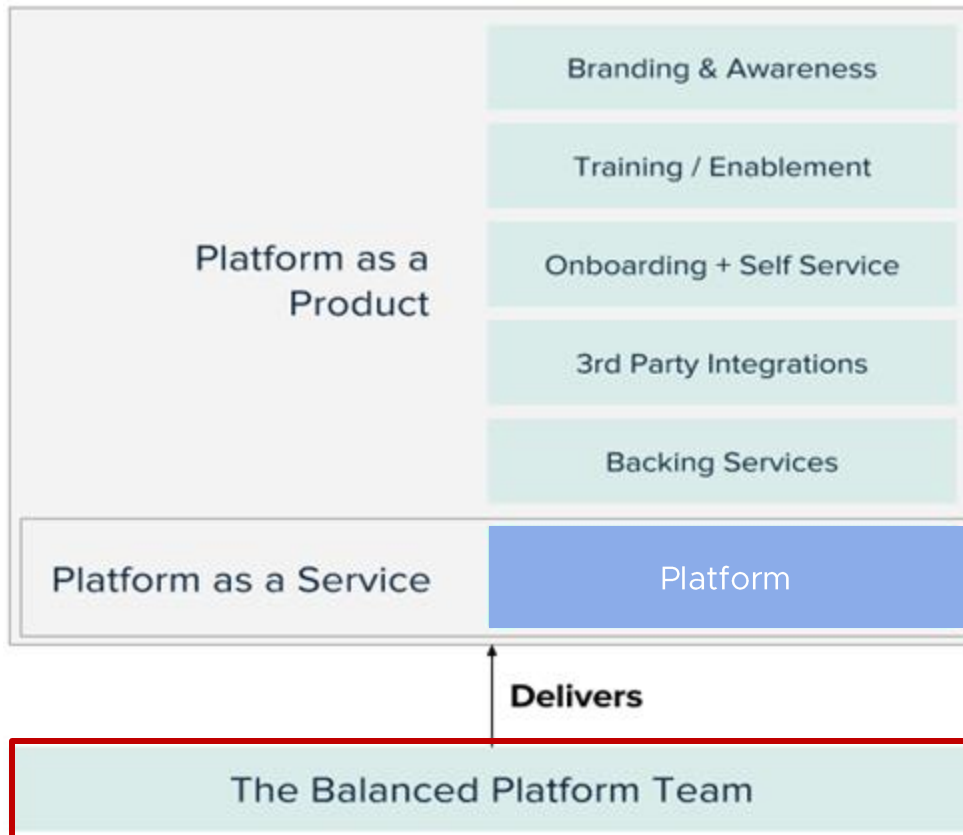 Branding & Awareness
Training / Enablement
Platform as a
Product
Onboarding + Self Service
3rd Party Integrations
Backing Services
Platform as a Service
Platform
Delivers
The Balanced Platform Team